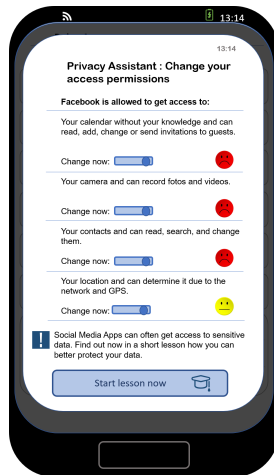 13:14
13:14
Privacy Assistant : Change your
access permissions
Facebook is allowed to get access to:
Your calendar without your knowledge and can
read, add, change or send invitations to guests.
Change now:
Your camera and can record fotos and videos.
Change now:
Your contacts and can read, search, and change
them.
Change now:
Your location and can determine it due to the
network and GPS.
Change now:
! Social Media Apps can often get access to sensitive
data. Find out now in a short lesson how you can
better protect your data.
Start lesson now